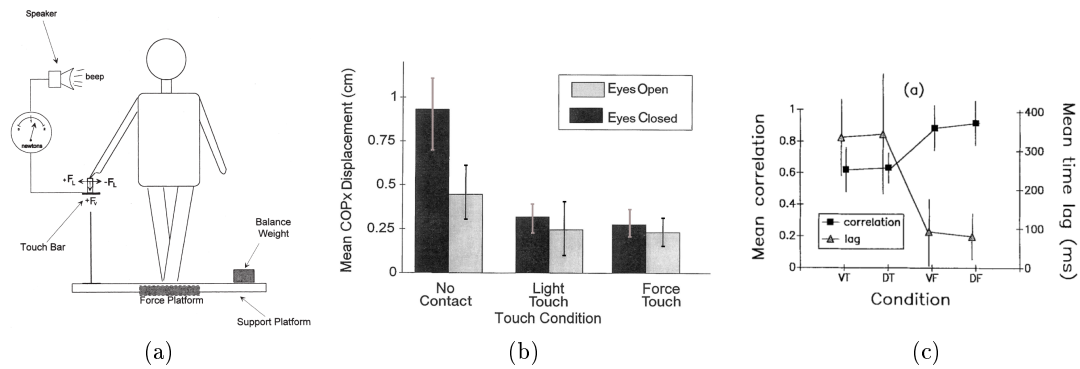 Speaker
beep
newtons
+F_L -F_L
+F_v
Touch Bar
Balance
Weight
Force Platform
Support Platform
(a)
Mean COPx Displacement (cm)
1
0.75
0.5
0.25
0
Eyes Open
Eyes Closed
No
Contact
Light
Touch
Force
Touch
Touch Condition
(b)
(a)
Mean correlation
1
0.8
0.6
0.4
0.2
0
correlation
lag
400
300
200
100
0
Mean time lag (ms)
VT DT VF DF
Condition
(c)